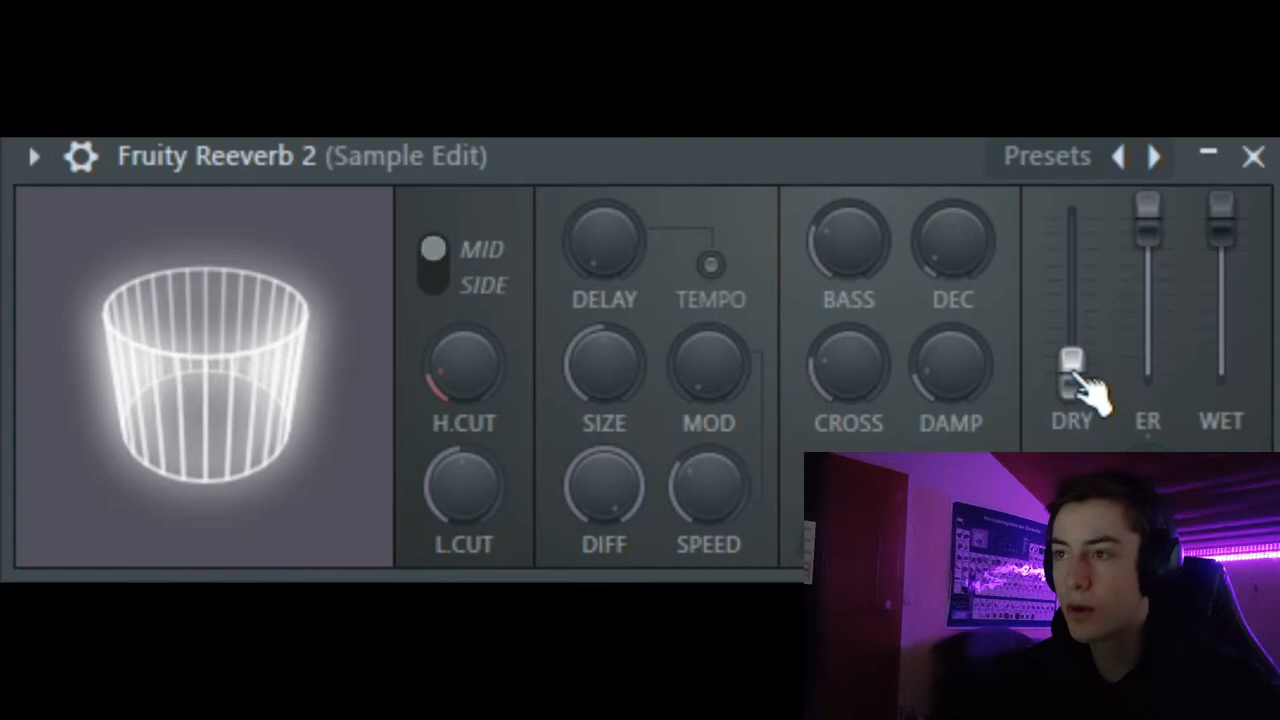 Fruity Reeverb 2 (Sample Edit)
Presets
MID
SIDE
H.CUT
L.CUT
DELAY
TEMPO
SIZE
MOD
DIFF
SPEED
BASS
DEC
CROSS
DAMP
DRY
ER
WET